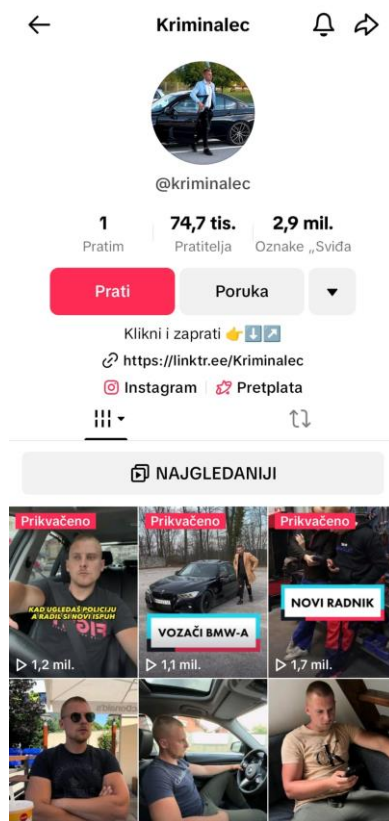 Kriminalec
@kriminalec
1 74,7 tis. 2,9 mil.
Pratim Pratitelja Oznake „Sviđa
Prati Poruka
Klikni i zaprati 👉⬇️↗️
https://linktr.ee/Kriminalec
Instagram Pretplata
NAJGLEDANIJI
Prikvačeno Prikvačeno Prikvačeno
KAD UGLEDAŠ POLICIJU
A RADIL SI NOVI ISPUH
VOZAČI BMW-A
NOVI RADNIK
1,2 mil. 1,1 mil. 1,7 mil.